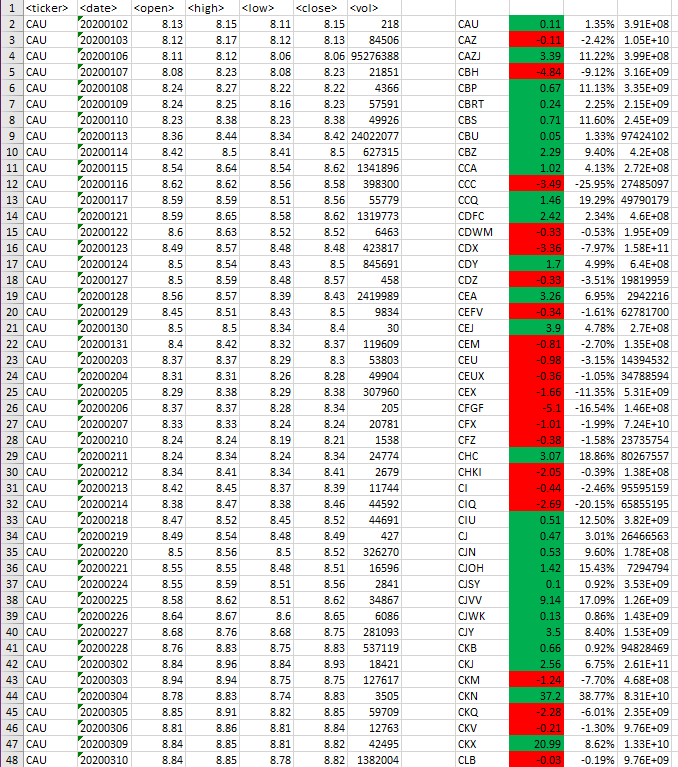 1 <ticker> <date> <open> <high> <low> <close> <vol>
2 CAU 20200102 8.13 8.15 8.11 8.15 218 CAU 0.11 1.35% 3.91E+08
3 CAU 20200103 8.12 8.17 8.12 8.13 84506 CAZ -0.11 -2.42% 1.05E+10
4 CAU 20200106 8.11 8.12 8.06 8.06 95276388 CAZJ 3.39 11.22% 3.99E+08
5 CAU 20200107 8.08 8.23 8.08 8.23 21851 CBH -4.84 -9.12% 3.16E+09
6 CAU 20200108 8.24 8.27 8.22 8.22 4366 CBP 0.67 11.13% 3.35E+09
7 CAU 20200109 8.24 8.25 8.16 8.23 57591 CBRT 0.24 2.25% 2.15E+09
8 CAU 20200110 8.23 8.38 8.23 8.38 49926 CBS 0.71 11.60% 2.45E+09
9 CAU 20200113 8.36 8.44 8.34 8.42 24022077 CBU 0.05 1.33% 97424102
10 CAU 20200114 8.42 8.5 8.41 8.5 627315 CBZ 2.29 9.40% 4.2E+08
11 CAU 20200115 8.54 8.64 8.54 8.62 1341896 CCA 1.02 4.13% 2.72E+08
12 CAU 20200116 8.62 8.62 8.56 8.58 398300 CCC -3.49 -25.95% 27485097
13 CAU 20200117 8.59 8.59 8.51 8.56 55779 CCQ 1.46 19.29% 49790179
14 CAU 20200121 8.59 8.65 8.58 8.62 1319773 CDFC 2.42 2.34% 4.6E+08
15 CAU 20200122 8.6 8.63 8.52 8.52 6463 CDWM -0.33 -0.53% 1.95E+09
16 CAU 20200123 8.49 8.57 8.48 8.48 423817 CDX -3.36 -7.97% 1.58E+11
17 CAU 20200124 8.5 8.54 8.43 8.5 845691 CDY 1.7 4.99% 6.4E+08
18 CAU 20200127 8.5 8.59 8.48 8.57 458 CDZ -0.33 -3.51% 19819959
19 CAU 20200128 8.56 8.57 8.39 8.43 2419989 CEA 3.26 6.95% 2942216
20 CAU 20200129 8.45 8.51 8.43 8.5 9834 CEFV -0.34 -1.61% 62781700
21 CAU 20200130 8.5 8.5 8.34 8.4 30 CEJ 3.9 4.78% 2.7E+08
22 CAU 20200131 8.4 8.42 8.32 8.37 119609 CEM -0.81 -2.70% 1.35E+08
23 CAU 20200203 8.37 8.37 8.29 8.3 53803 CEU -0.98 -3.15% 14394532
24 CAU 20200204 8.31 8.31 8.26 8.28 49904 CEUX -0.36 -1.05% 34788594
25 CAU 20200205 8.29 8.38 8.29 8.38 307960 CEX -1.66 -11.35% 5.31E+09
26 CAU 20200206 8.37 8.37 8.28 8.34 205 CFGF -5.1 -16.54% 1.46E+08
27 CAU 20200207 8.33 8.33 8.24 8.24 20781 CFX -1.01 -1.99% 7.24E+10
28 CAU 20200210 8.24 8.24 8.19 8.21 1538 CFZ -0.38 -1.58% 23735754
29 CAU 20200211 8.24 8.34 8.24 8.34 24774 CHC 3.07 18.86% 80267557
30 CAU 20200212 8.34 8.41 8.34 8.41 2679 CHKI -2.05 -0.39% 1.38E+08
31 CAU 20200213 8.42 8.45 8.37 8.39 11744 CI -0.44 -2.46% 95595159
32 CAU 20200214 8.38 8.47 8.38 8.46 44592 CIQ -2.69 -20.15% 65855195
33 CAU 20200218 8.47 8.52 8.45 8.52 44691 CIU 0.51 12.50% 3.82E+09
34 CAU 20200219 8.49 8.54 8.48 8.49 427 CJ 0.47 3.01% 26466563
35 CAU 20200220 8.5 8.56 8.5 8.52 326270 CJN 0.53 9.60% 1.78E+08
36 CAU 20200221 8.55 8.55 8.48 8.51 16596 CJOH 1.42 15.43% 7294794
37 CAU 20200224 8.55 8.59 8.51 8.56 2841 CJSY 0.1 0.92% 3.53E+09
38 CAU 20200225 8.58 8.62 8.51 8.62 34867 CJVV 9.14 17.09% 1.26E+09
39 CAU 20200226 8.64 8.67 8.6 8.65 6086 CJWK 0.13 0.86% 1.43E+09
40 CAU 20200227 8.68 8.76 8.68 8.75 281093 CJY 3.5 8.40% 1.53E+09
41 CAU 20200228 8.76 8.83 8.75 8.83 537119 CKB 0.66 0.92% 94828469
42 CAU 20200302 8.84 8.96 8.84 8.93 18421 CKJ 2.56 6.75% 2.61E+11
43 CAU 20200303 8.94 8.94 8.75 8.75 127617 CKM -1.24 -7.70% 4.68E+08
44 CAU 20200304 8.78 8.83 8.74 8.83 3505 CKN 37.2 38.77% 8.31E+10
45 CAU 20200305 8.85 8.91 8.82 8.85 59709 CKQ -2.28 -6.01% 2.35E+09
46 CAU 20200306 8.81 8.86 8.81 8.84 12763 CKV -0.21 -1.30% 9.76E+09
47 CAU 20200309 8.84 8.85 8.81 8.82 42495 CKX 20.99 8.62% 1.33E+10
48 CAU 20200310 8.84 8.85 8.78 8.82 1382004 CLB -0.03 -0.19% 9.76E+09